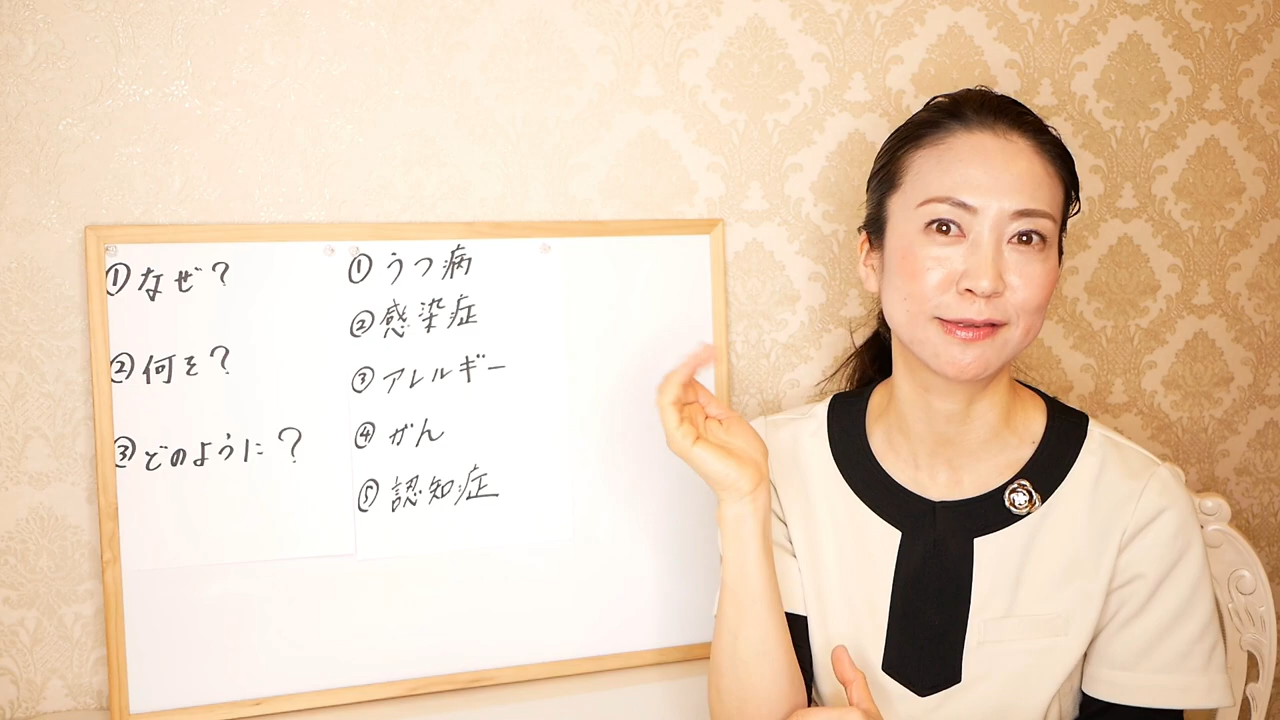 ①なぜ?
②何を?
③どのように?
①うつ病
②感染症
③アレルギー
④がん
⑤認知症